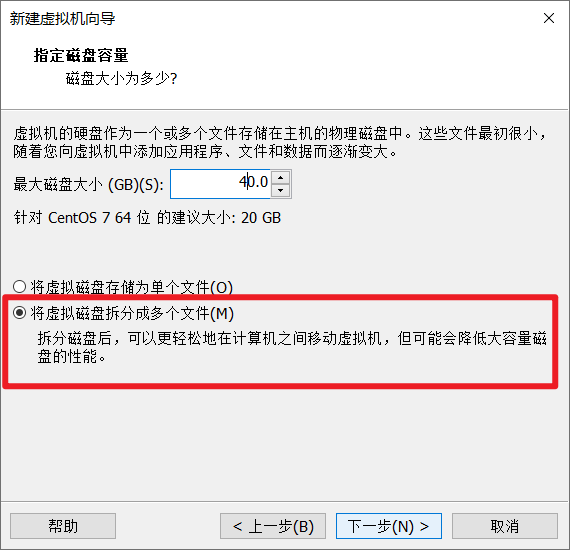 新建虚拟机向导
指定磁盘容量
磁盘大小为多少?
虚拟机的硬盘作为一个或多个文件存储在主机的物理磁盘中。这些文件最初很小，
随着您向虚拟机中添加应用程序、文件和数据而逐渐变大。
最大磁盘大小 (GB)(S): 40.0
针对 CentOS 7 64 位 的建议大小: 20 GB
将虚拟磁盘存储为单个文件(O)
将虚拟磁盘拆分成多个文件(M)
拆分磁盘后，可以更轻松地在计算机之间移动虚拟机，但可能会降低大容量磁
盘的性能。
帮助 < 上一步(B) 下一步(N) > 取消